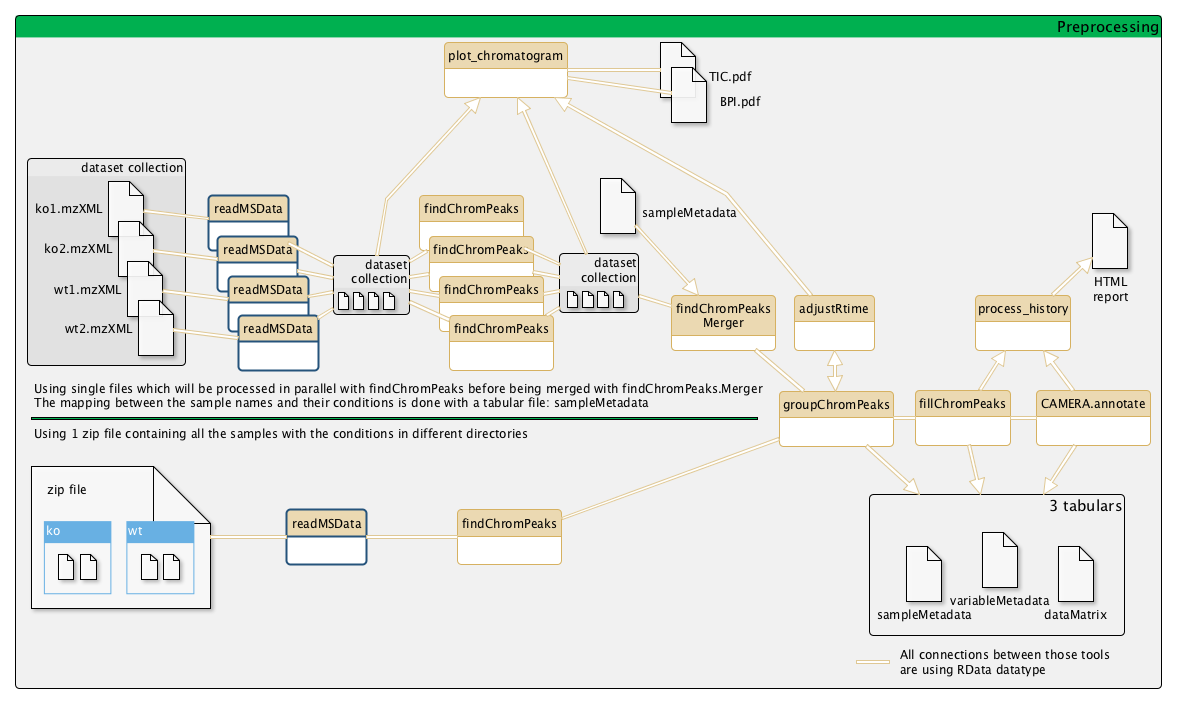 Preprocessing
plot_chromatogram
TIC.pdf
BPI.pdf
dataset collection
ko1.mzXML
ko2.mzXML
wt1.mzXML
wt2.mzXML
readMSData
readMSData
readMSData
readMSData
dataset
collection
findChromPeaks
findChromPeaks
findChromPeaks
findChromPeaks
dataset
collection
sampleMetadata
findChromPeaks
Merger
adjustRtime
HTML
report
process_history
groupChromPeaks
fillChromPeaks
CAMERA.annotate
Using single files which will be processed in parallel with findChromPeaks before being merged with findChromPeaks.Merger
The mapping between the sample names and their conditions is done with a tabular file: sampleMetadata
Using 1 zip file containing all the samples with the conditions in different directories
zip file
ko
wt
readMSData
findChromPeaks
3 tabulars
sampleMetadata
variableMetadata
dataMatrix
All connections between those tools
are using RData datatype